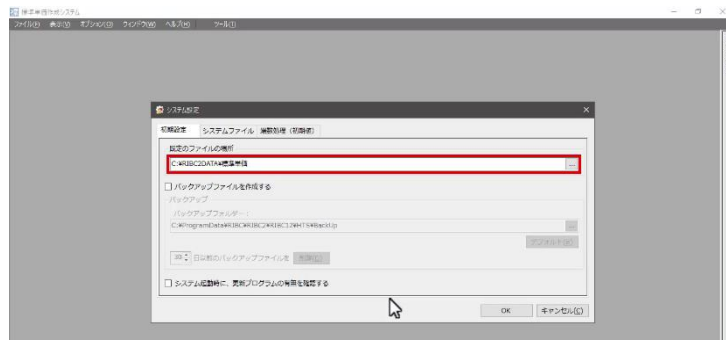 標準単価作成システム
ファイル(F) 表示(V) オプション(O) ウィンドウ(W) ヘルプ(H) ツール(T)
システム設定
初期設定 システムファイル 端数処理（初期値）
既定のファイルの場所
C:¥RIBC2DATA¥標準単価
バックアップファイルを作成する
バックアップ
バックアップフォルダー：
C:¥ProgramData¥RIBC¥RIBC2¥RIBC12¥HTS¥BackUp
日以前のバックアップファイルを
システム起動時に、更新プログラムの有無を確認する
OK キャンセル(C)